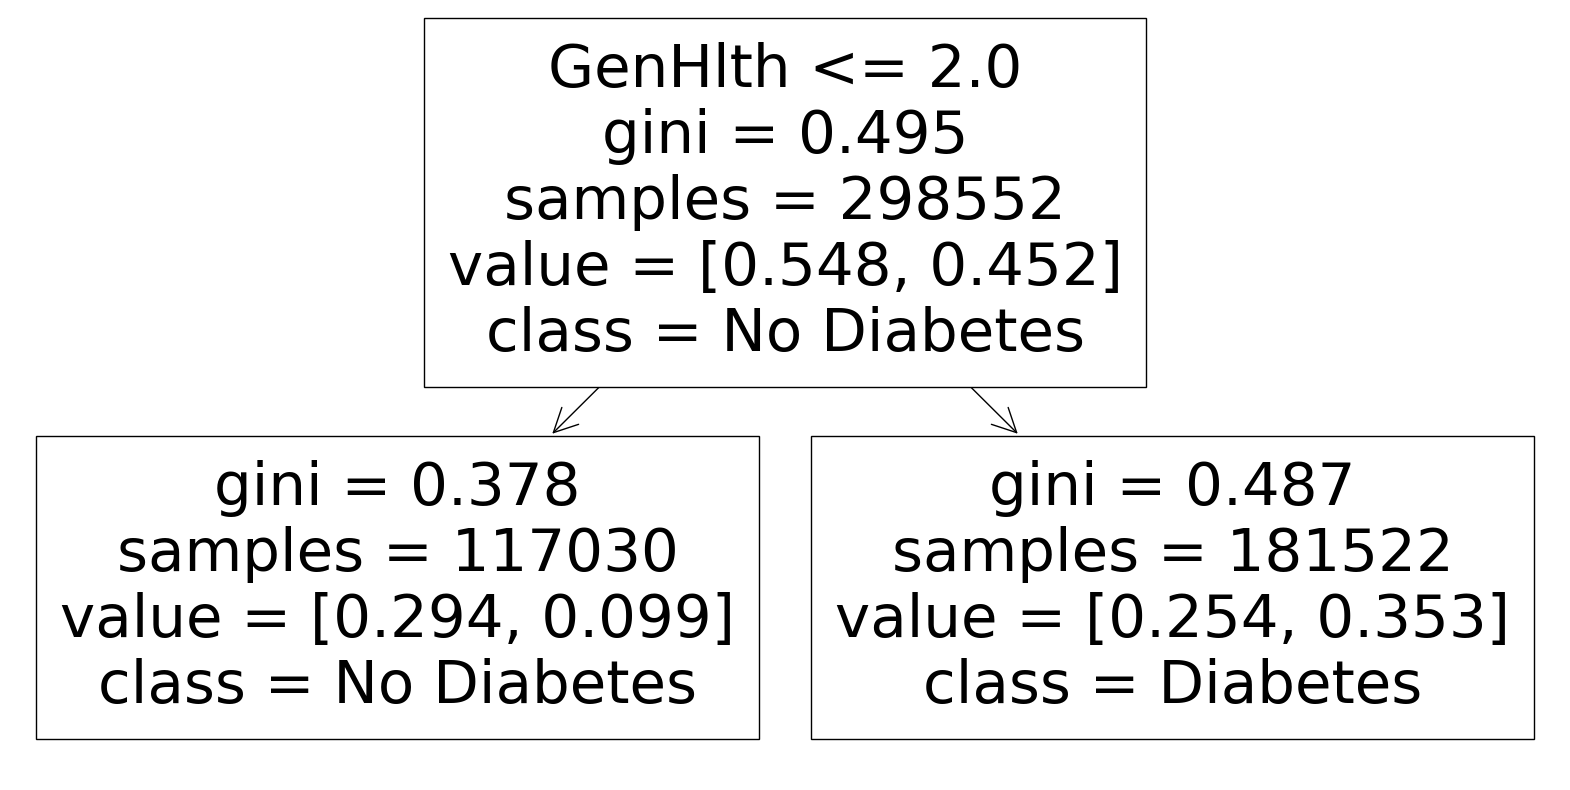 GenHlth <= 2.0
gini = 0.495
samples = 298552
value = [0.548, 0.452]
class = No Diabetes
gini = 0.378
samples = 117030
value = [0.294, 0.099]
class = No Diabetes
gini = 0.487
samples = 181522
value = [0.254, 0.353]
class = Diabetes